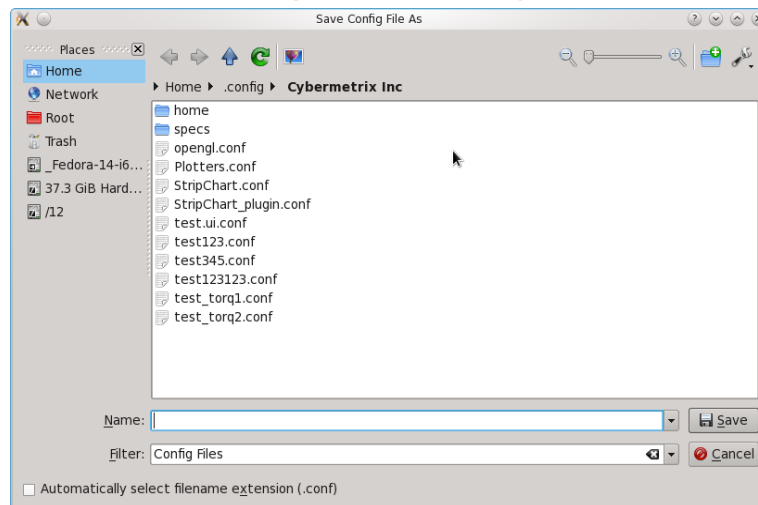 Save Config File As
Places
Home
Network
Root
Trash
_Fedora-14-i6...
37.3 GiB Hard...
/12
Home .config Cybermetrix Inc
home
specs
opengl.conf
Plotters.conf
StripChart.conf
StripChart_plugin.conf
test.ui.conf
test123.conf
test345.conf
test123123.conf
test_torq1.conf
test_torq2.conf
Name:
Save
Filter: Config Files
Cancel
Automatically select filename extension (.conf)